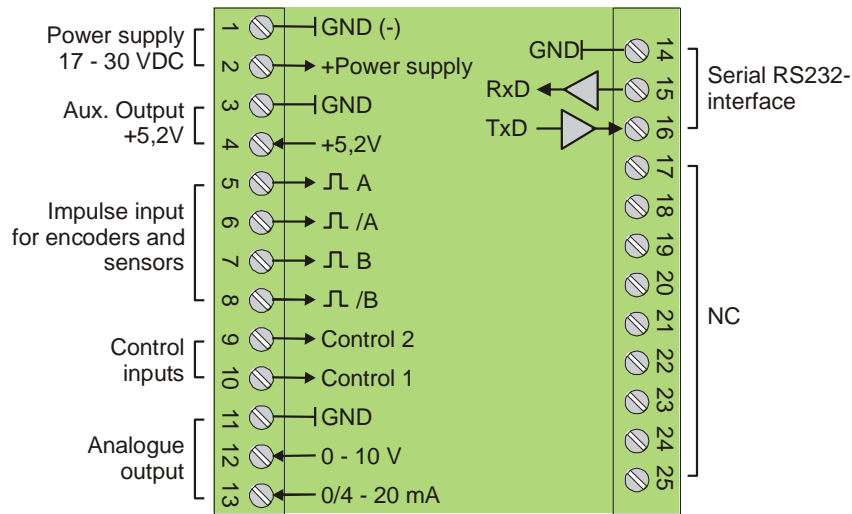 Power supply
17 - 30 VDC
Aux. Output
+5,2V
Impulse input
for encoders and
sensors
Control
inputs
Analogue
output
1 GND (-)
2 +Power supply
3 GND
4 +5,2V
5 A
6 /A
7 B
8 /B
9 Control 2
10 Control 1
11 GND
12 0 - 10 V
13 0/4 - 20 mA
GND 14
RxD 15
TxD 16
17
18
19
20
21
22
23
24
25
Serial RS232-
interface
NC